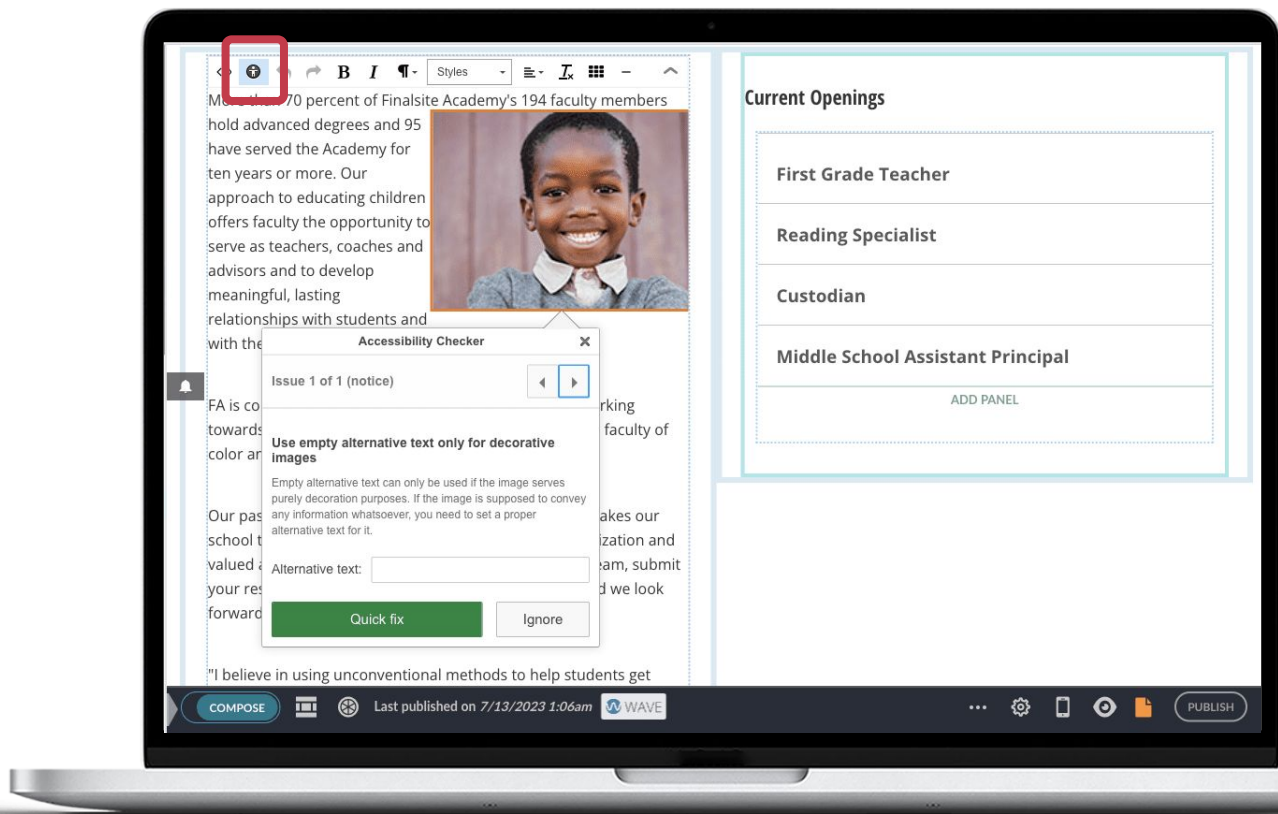 B I ¶ Styles
More than 70 percent of Finalsite Academy's 194 faculty members
hold advanced degrees and 95
have served the Academy for
ten years or more. Our
approach to educating children
offers faculty the opportunity to
serve as teachers, coaches and
advisors and to develop
meaningful, lasting
relationships with students and
with the
Accessibility Checker
Issue 1 of 1 (notice)
FA is co
rking
towards
faculty of
color an
Use empty alternative text only for decorative
images
Empty alternative text can only be used if the image serves
purely decoration purposes. If the image is supposed to convey
any information whatsoever, you need to set a proper
alternative text for it.
Our pas
akes our
school t
ization and
valued a
eam, submit
your res
d we look
forward
Alternative text:
Quick fix
Ignore
"I believe in using unconventional methods to help students get
Current Openings
First Grade Teacher
Reading Specialist
Custodian
Middle School Assistant Principal
ADD PANEL
COMPOSE
Last published on 7/13/2023 1:06am
WAVE
PUBLISH